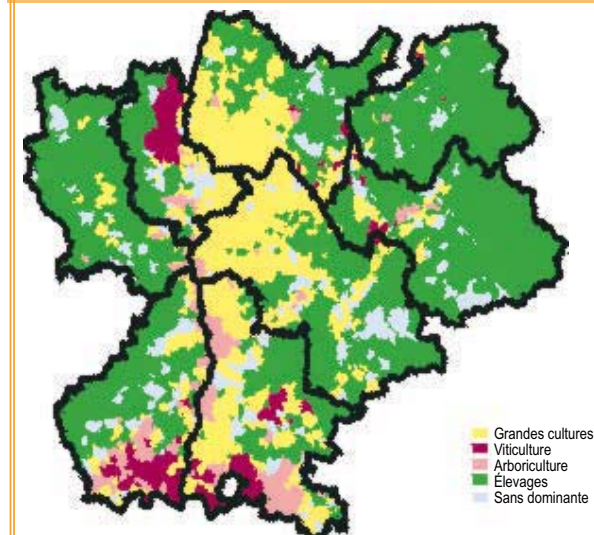 Grandes cultures
Viticulture
Arboriculture
Élevages
Sans dominante